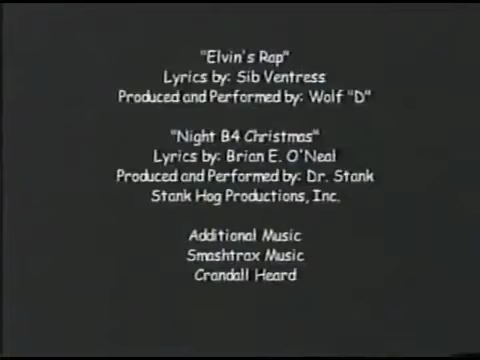 "Elvin's Rap"
Lyrics by: Sib Ventress
Produced and Performed by: Wolf "D"
"Night B4 Christmas"
Lyrics by: Brian E. O'Neal
Produced and Performed by: Dr. Stank
Stank Hog Productions, Inc.
Additional Music
Smashtrax Music
Crandall Heard